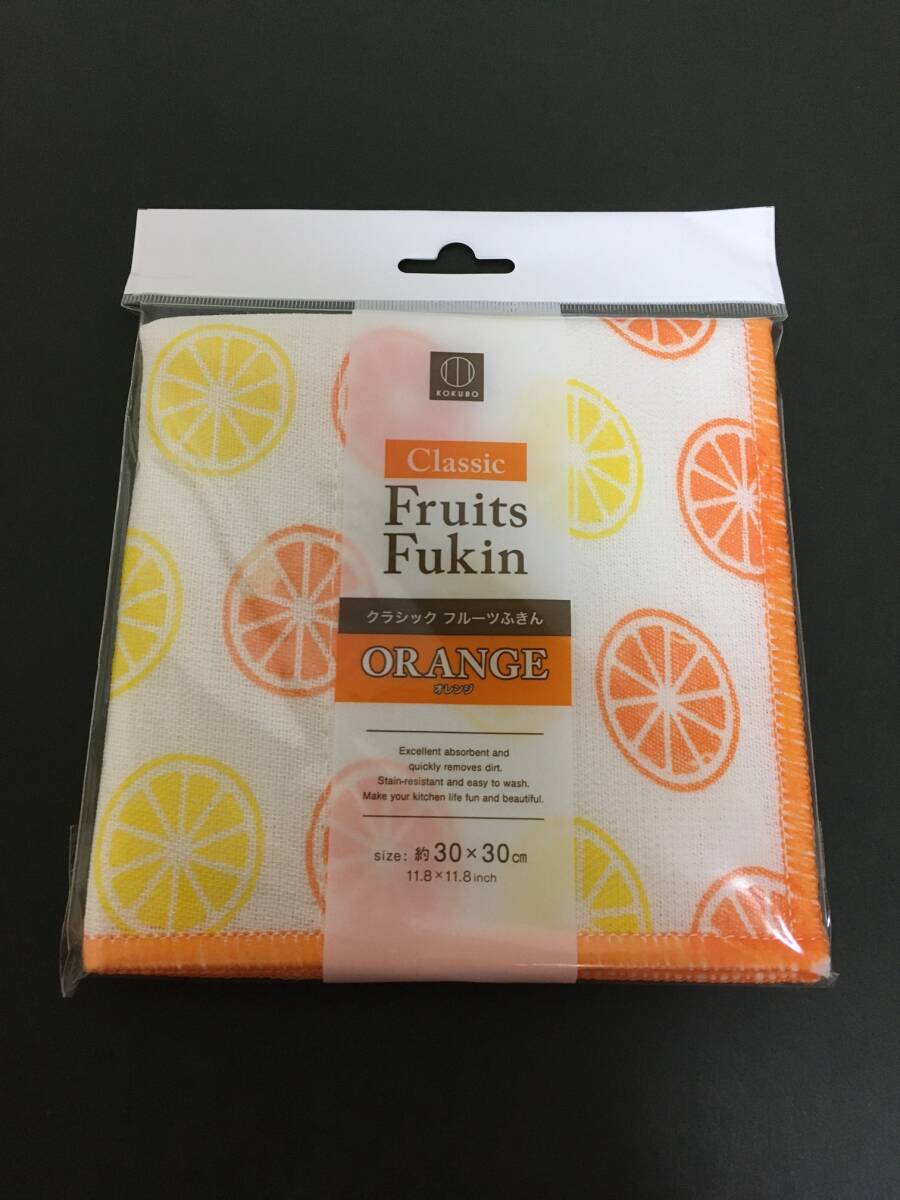 KOKUBO
Classic
Fruits
Fukin
クラシック フルーツふきん
ORANGE
オレンジ
Excellent absorbent and
quickly removes dirt.
Stain-resistant and easy to wash.
Make your kitchen life fun and beautiful.
size: 約30×30㎝
11.8×11.8inch